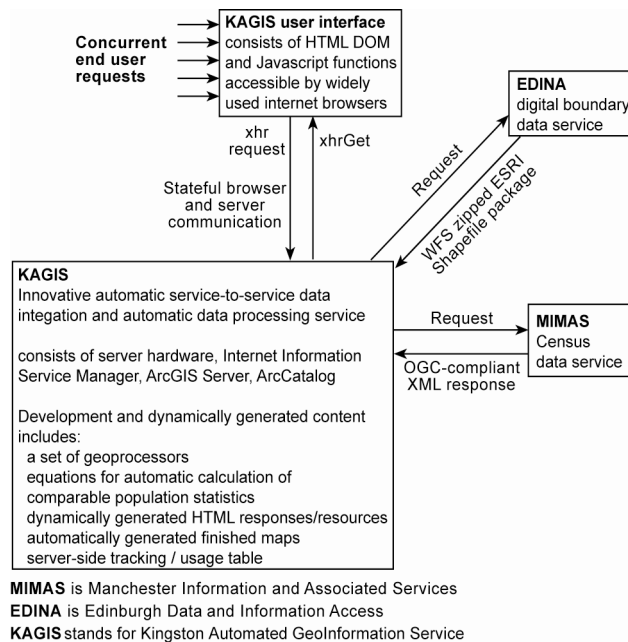 KAGIS user interface
consists of HTML DOM
and Javascript functions
accessible by widely
used internet browsers
Concurrent
end user
requests
xhr
request
xhrGet
Stateful browser
and server
communication
EDINA
digital boundary
data service
Request
WFS zipped ESRI
Shapefile package
KAGIS
Innovative automatic service-to-service data
integation and automatic data processing service
consists of server hardware, Internet Information
Service Manager, ArcGIS Server, ArcCatalog
Development and dynamically generated content
includes:
a set of geoprocessors
equations for automatic calculation of
comparable population statistics
dynamically generated HTML responses/resources
automatically generated finished maps
server-side tracking / usage table
Request
OGC-compliant
XML response
MIMAS
Census
data service
MIMAS is Manchester Information and Associated Services
EDINA is Edinburgh Data and Information Access
KAGIS stands for Kingston Automated GeoInformation Service